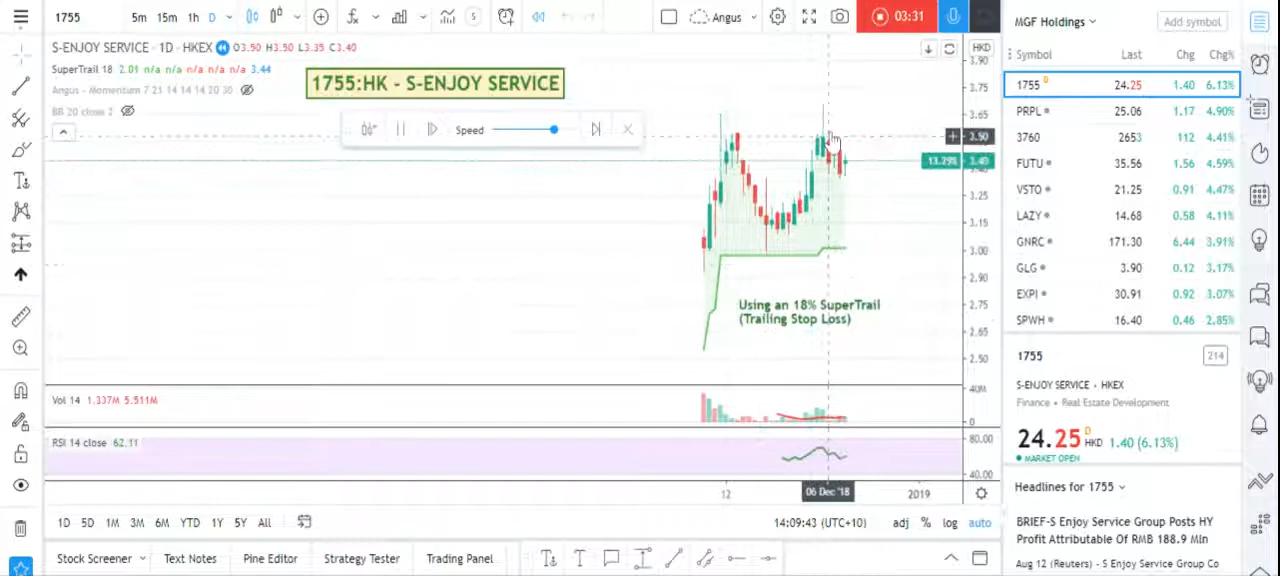 1755 5m 15m 1h D Angus 03:31
S-ENJOY SERVICE · 1D · HKEX O3.50 H3.50 L3.35 C3.40
SuperTrail 18 2.01 n/a n/a n/a n/a n/a n/a 3.44
Angus - Momentum 7 21 14 14 14 20 30
BB 20 close 2
1755:HK - S-ENJOY SERVICE
Speed
HKD
3.90
3.75
3.65
3.50
13.29% 3.40
3.40
3.25
3.15
3.00
2.90
2.75
2.65
2.50
Using an 18% SuperTrail
(Trailing Stop Loss)
Vol 14 1.337M 5.511M
40M
0
RSI 14 close 62.11
80.00
40.00
12 06 Dec '18 2019
1D 5D 1M 3M 6M YTD 1Y 5Y All 14:09:43 (UTC+10) adj % log auto
Stock Screener Text Notes Pine Editor Strategy Tester Trading Panel
MGF Holdings Add symbol
Symbol Last Chg Chg%
1755 D 24.25 1.40 6.13%
PRPL 25.06 1.17 4.90%
3760 2653 112 4.41%
FUTU 35.56 1.56 4.59%
VSTO 21.25 0.91 4.47%
LAZY 14.68 0.58 4.11%
GNRC 171.30 6.44 3.91%
GLG 3.90 0.12 3.17%
EXPI 30.91 0.92 3.07%
SPWH 16.40 0.46 2.85%
1755 214
S-ENJOY SERVICE · HKEX
Finance · Real Estate Development
24.25 D HKD 1.40 (6.13%)
MARKET OPEN
Headlines for 1755
BRIEF-S Enjoy Service Group Posts HY
Profit Attributable Of RMB 188.9 Mln
Aug 12 (Reuters) - S Enjoy Service Group Co